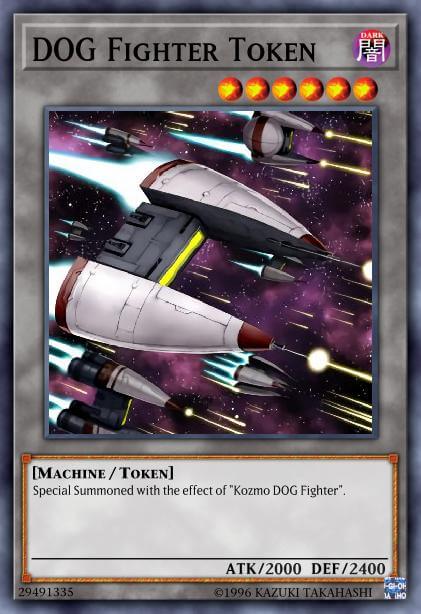 DOG Fighter Token
DARK
闇
[Machine / Token]
Special Summoned with the effect of "Kozmo DOG Fighter".
ATK/2000 DEF/2400
29491335
©1996 KAZUKI TAKAHASHI